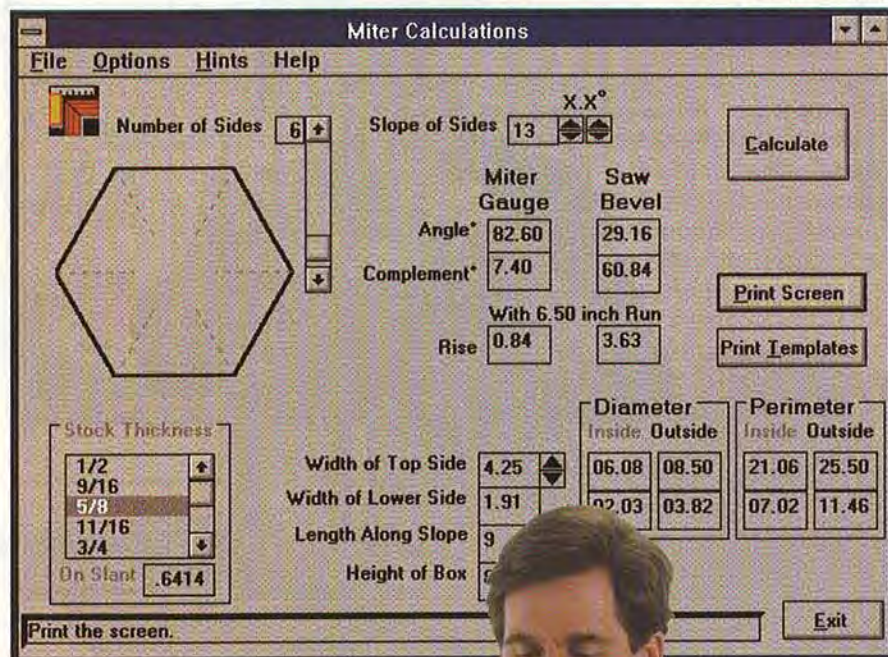 Miter Calculations
File Options Hints Help
X.X°
Number of Sides 6 Slope of Sides 13
Calculate
Miter Gauge Saw Bevel
Angle* 82.60 29.16
Complement* 7.40 60.84
With 6.50 inch Run
Rise 0.84 3.63
Print Screen
Print Templates
Stock Thickness
1/2
9/16
5/8
11/16
3/4
On Slant .6414
Diameter Perimeter
Inside Outside Inside Outside
Width of Top Side 4.25 06.08 08.50 21.06 25.50
Width of Lower Side 1.91 02.03 03.82 7.02 11.46
Length Along Slope 9
Height of Box
Print the screen.
Exit